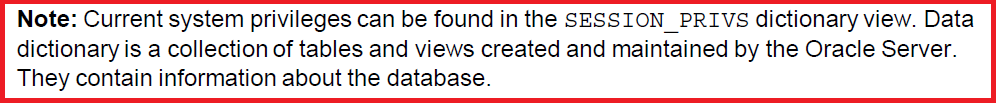 Note: Current system privileges can be found in the SESSION_PRIVS dictionary view. Data
dictionary is a collection of tables and views created and maintained by the Oracle Server.
They contain information about the database.